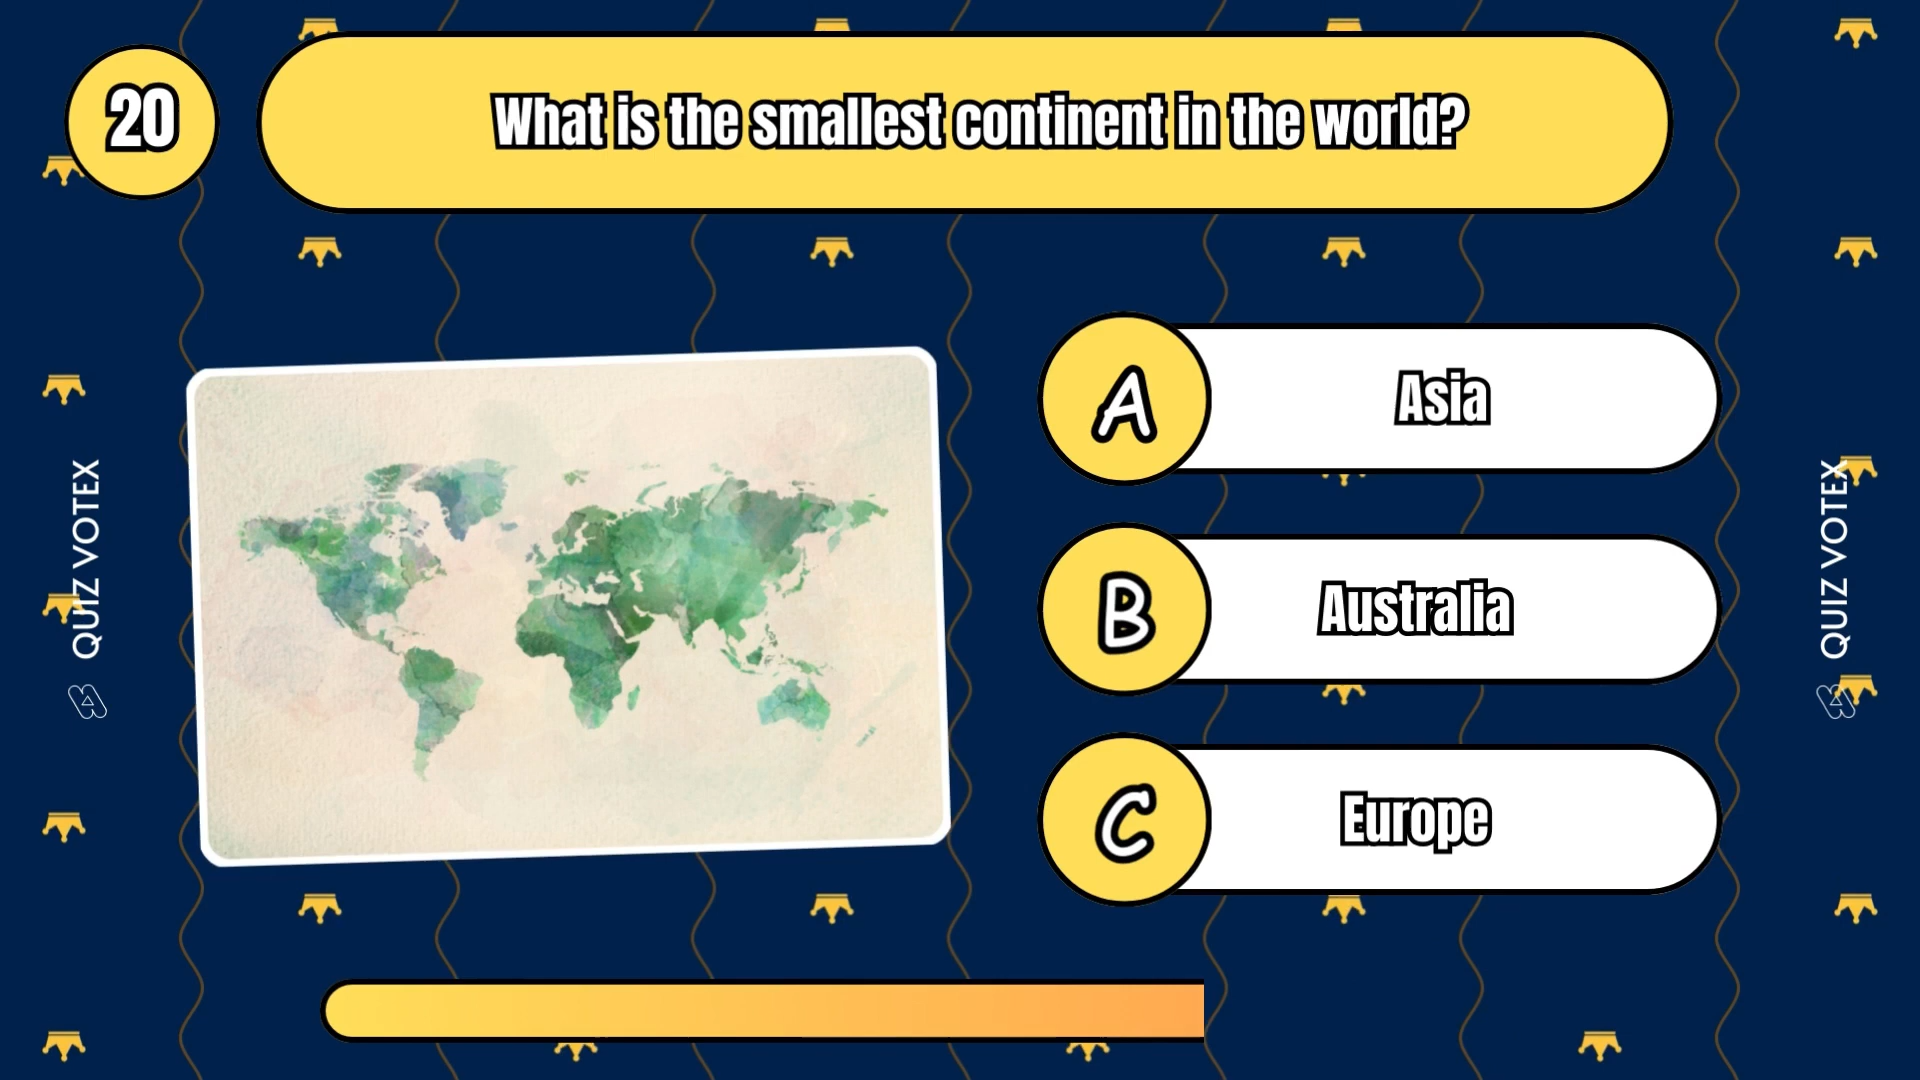 20
What is the smallest continent in the world?
A
Asia
B
Australia
C
Europe
QUIZ VOTEX
QUIZ VOTEX